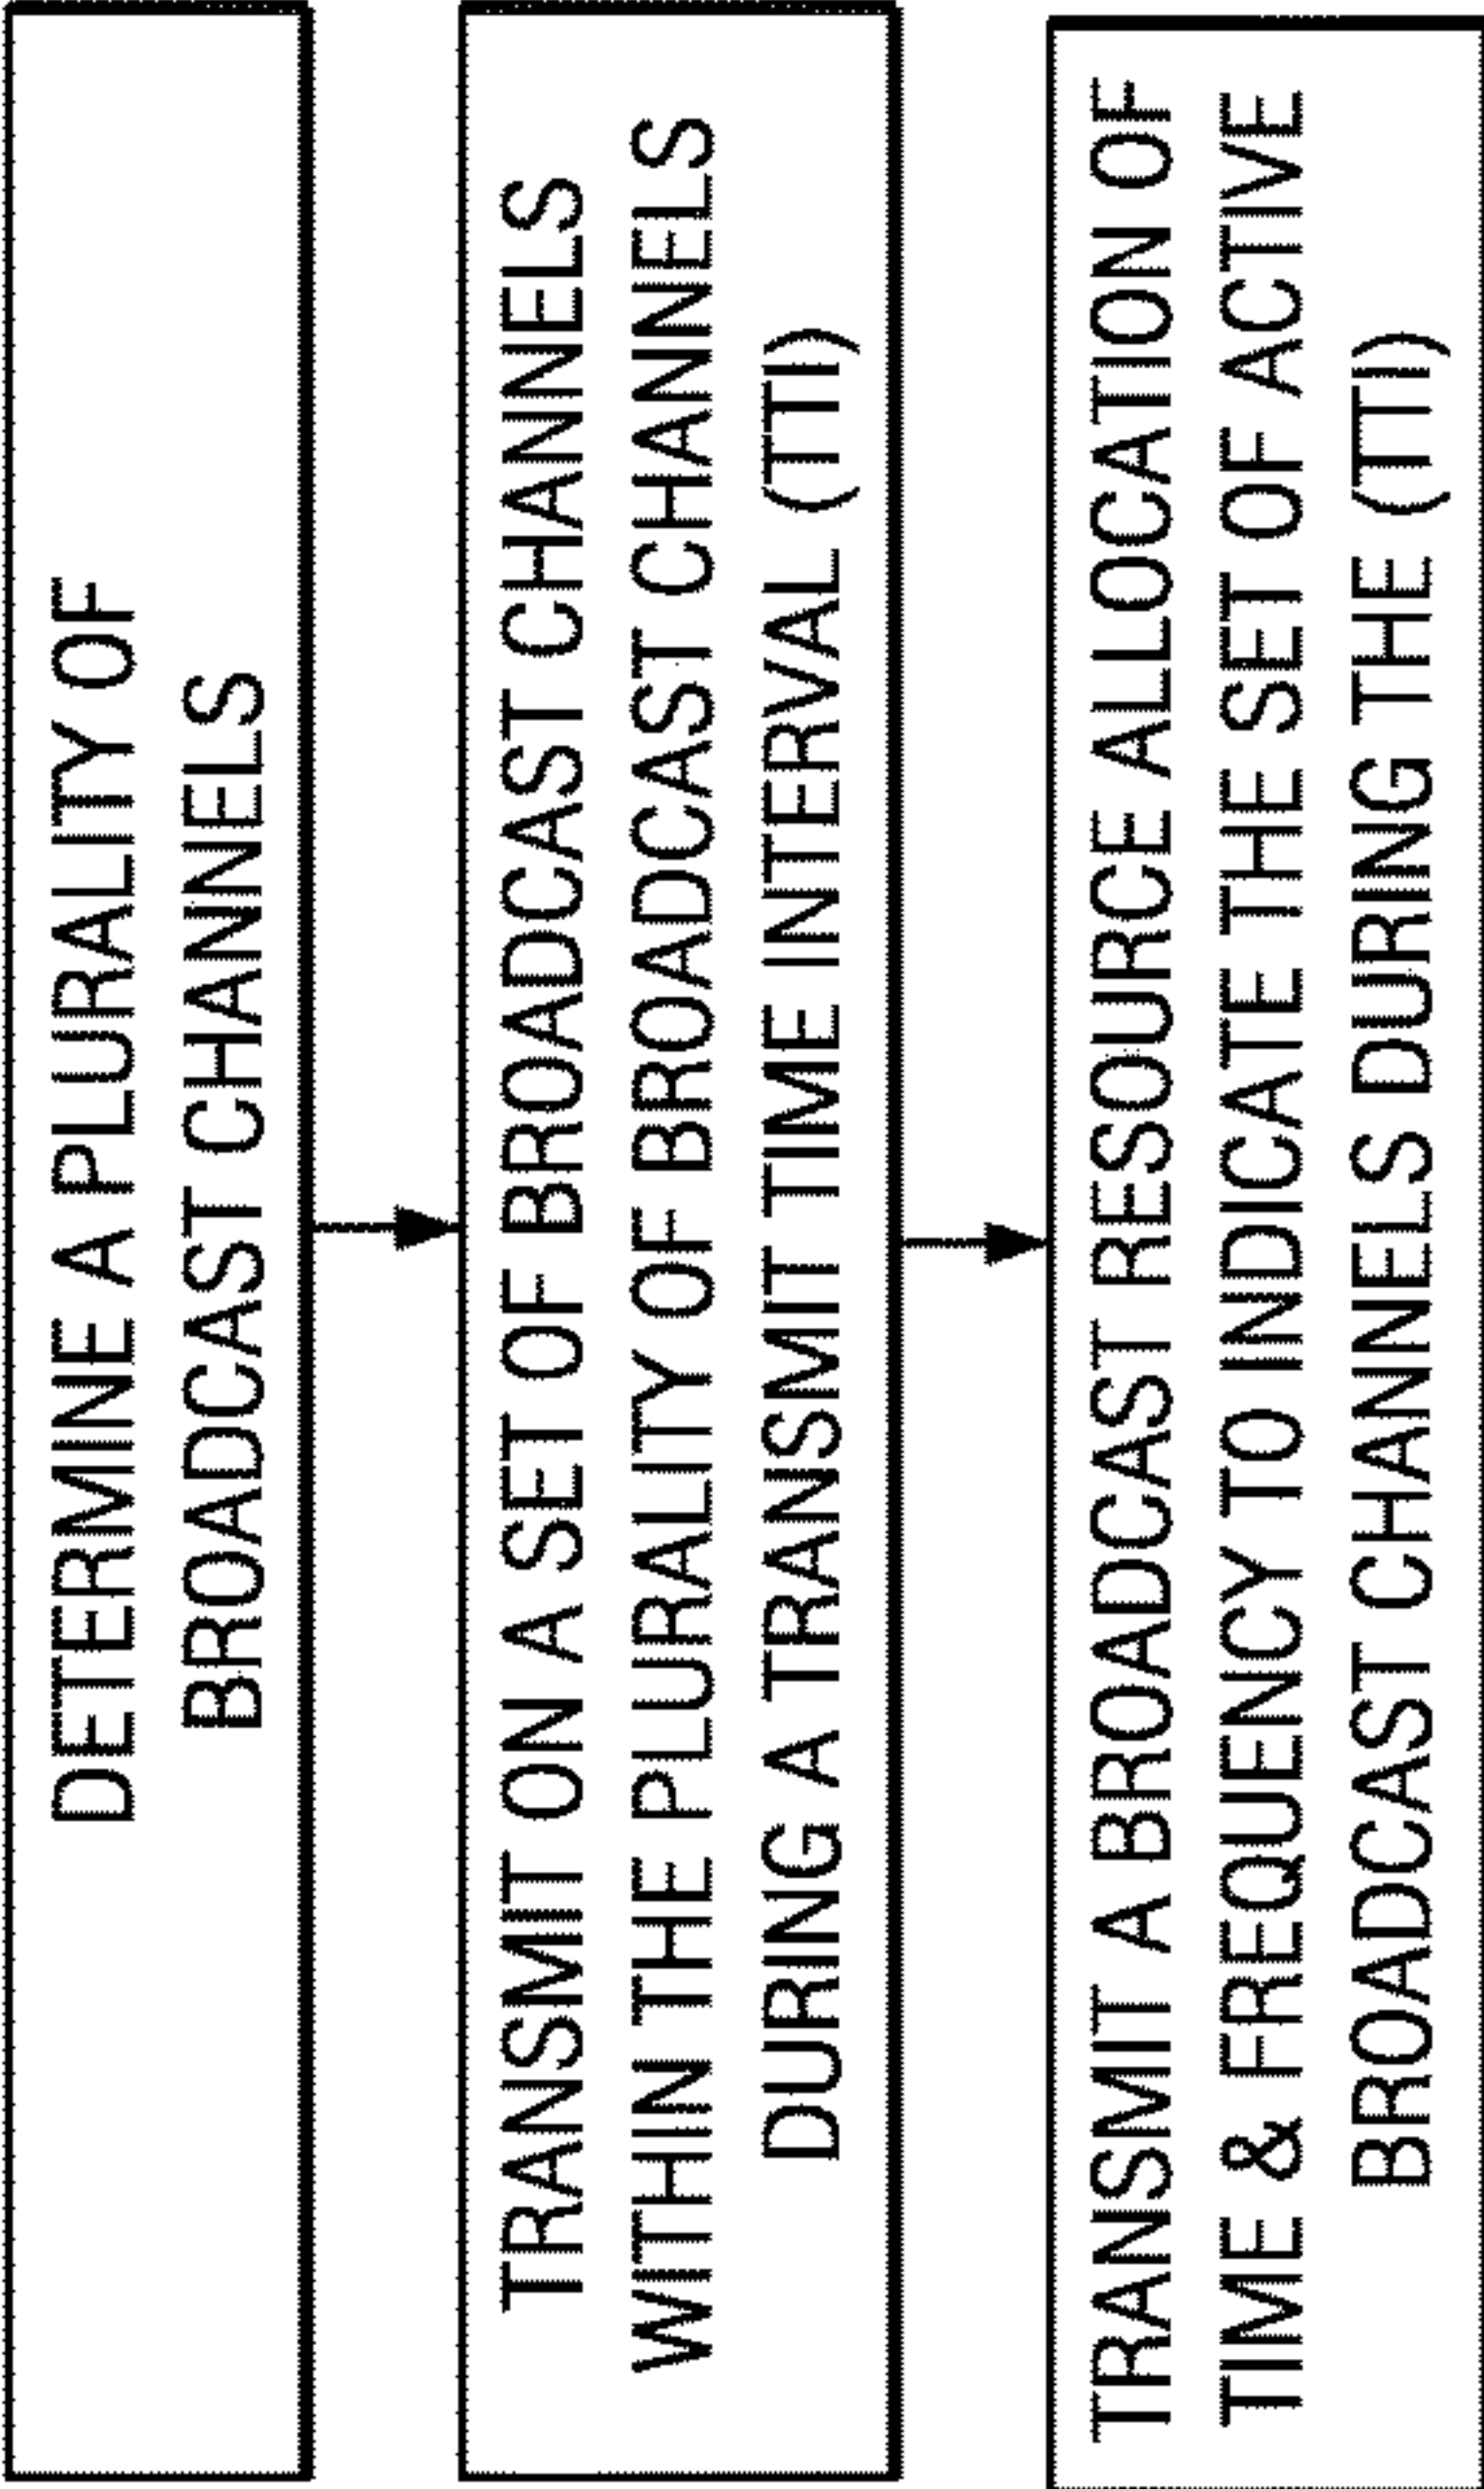 DETERMINE A PLURALITY OF
BROADCAST CHANNELS
TRANSMIT ON A SET OF BROADCAST CHANNELS
WITHIN THE PLURALITY OF BROADCAST CHANNELS
DURING A TRANSMIT TIME INTERVAL (TTI)
TRANSMIT A BROADCAST RESOURCE ALLOCATION OF
TIME & FREQUENCY TO INDICATE THE SET OF ACTIVE
BROADCAST CHANNELS DURING THE (TTI)